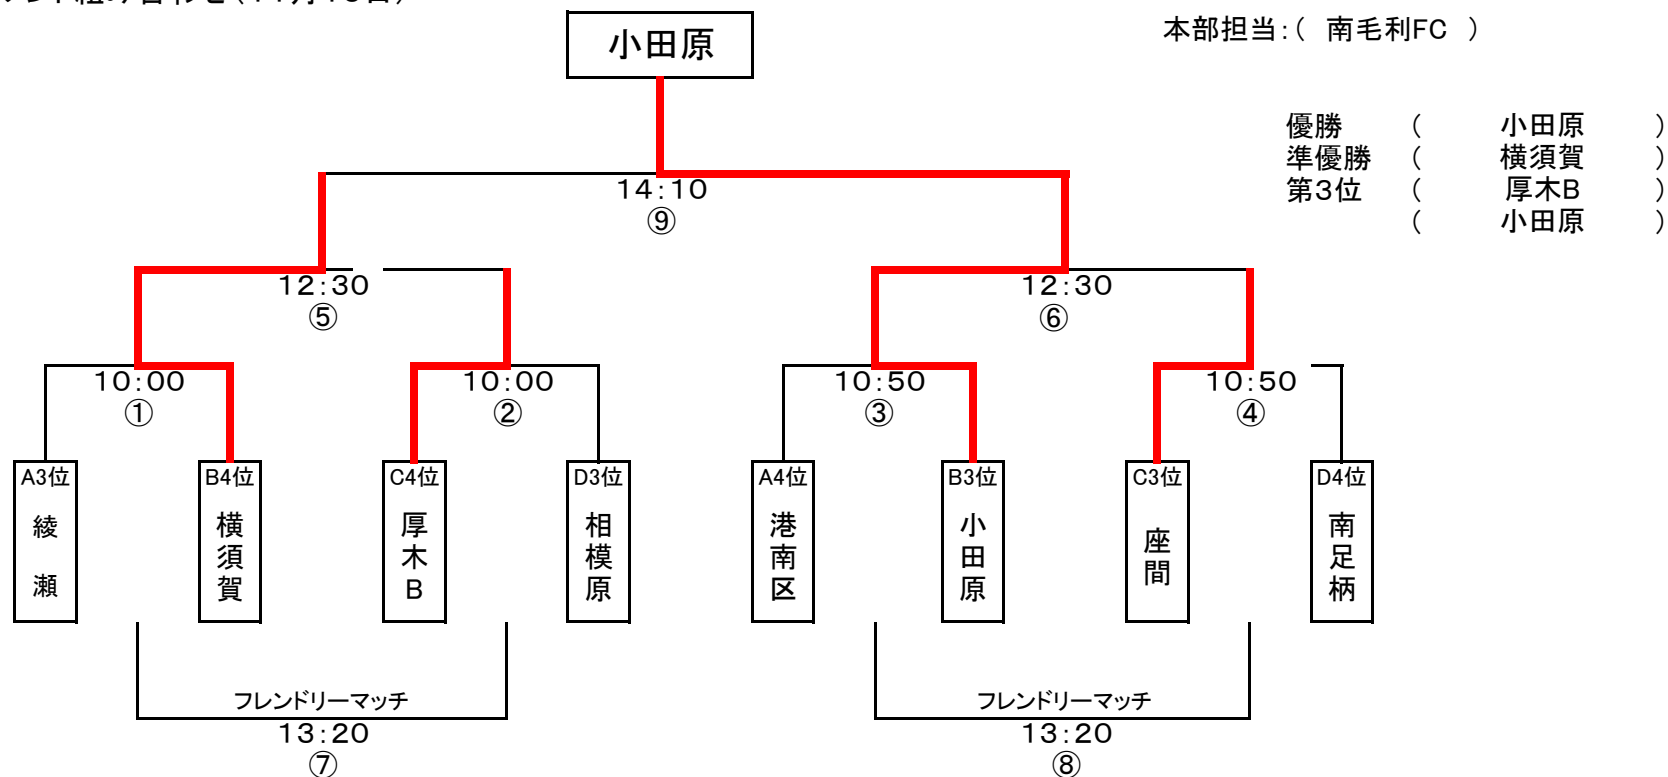 小田原
本部担当:( 南毛利FC )
優勝 ( 小田原 )
準優勝 ( 横須賀 )
第3位 ( 厚木B )
( 小田原 )
14:10
⑨
12:30
⑤
12:30
⑥
10:00
①
10:00
②
10:50
③
10:50
④
A3位
綾瀬
B4位
横須賀
C4位
厚木B
D3位
相模原
A4位
港南区
B3位
小田原
C3位
座間
D4位
南足柄
フレンドリーマッチ
13:20
⑦
フレンドリーマッチ
13:20
⑧